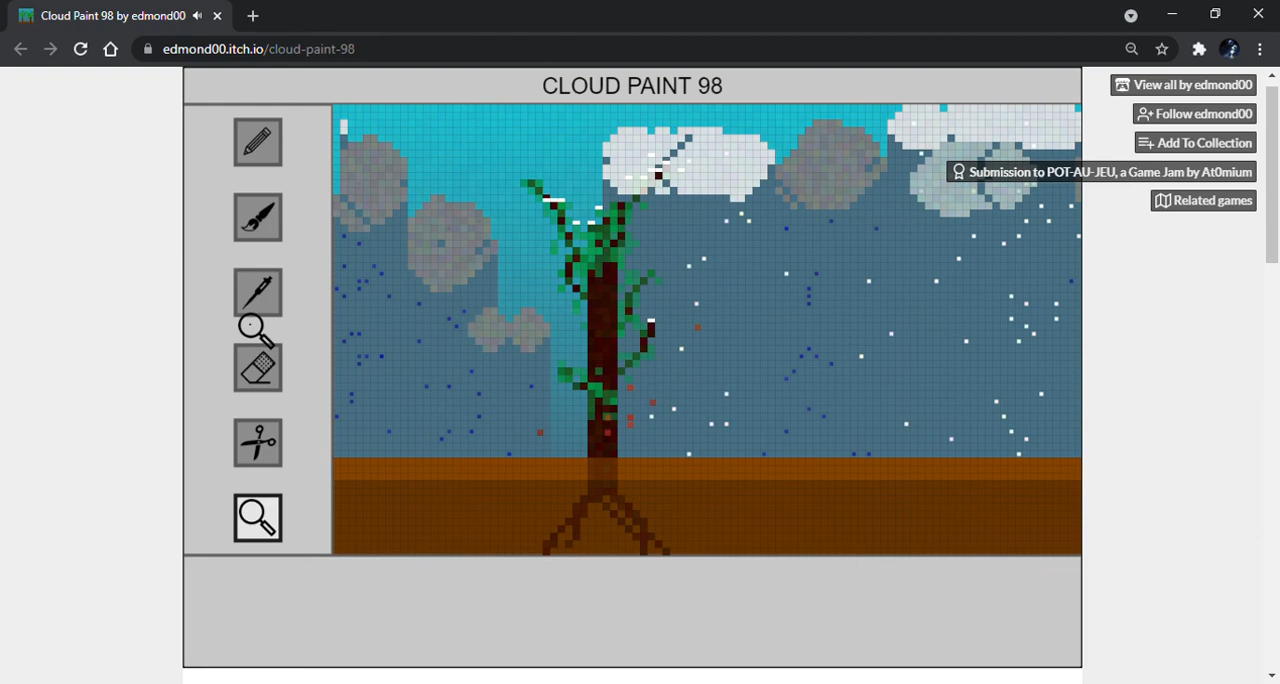 Cloud Paint 98 by edmond00
edmond00.itch.io/cloud-paint-98
CLOUD PAINT 98
View all by edmond00
Follow edmond00
Add To Collection
Submission to POT-AU-JEU, a Game Jam by At0mium
Related games